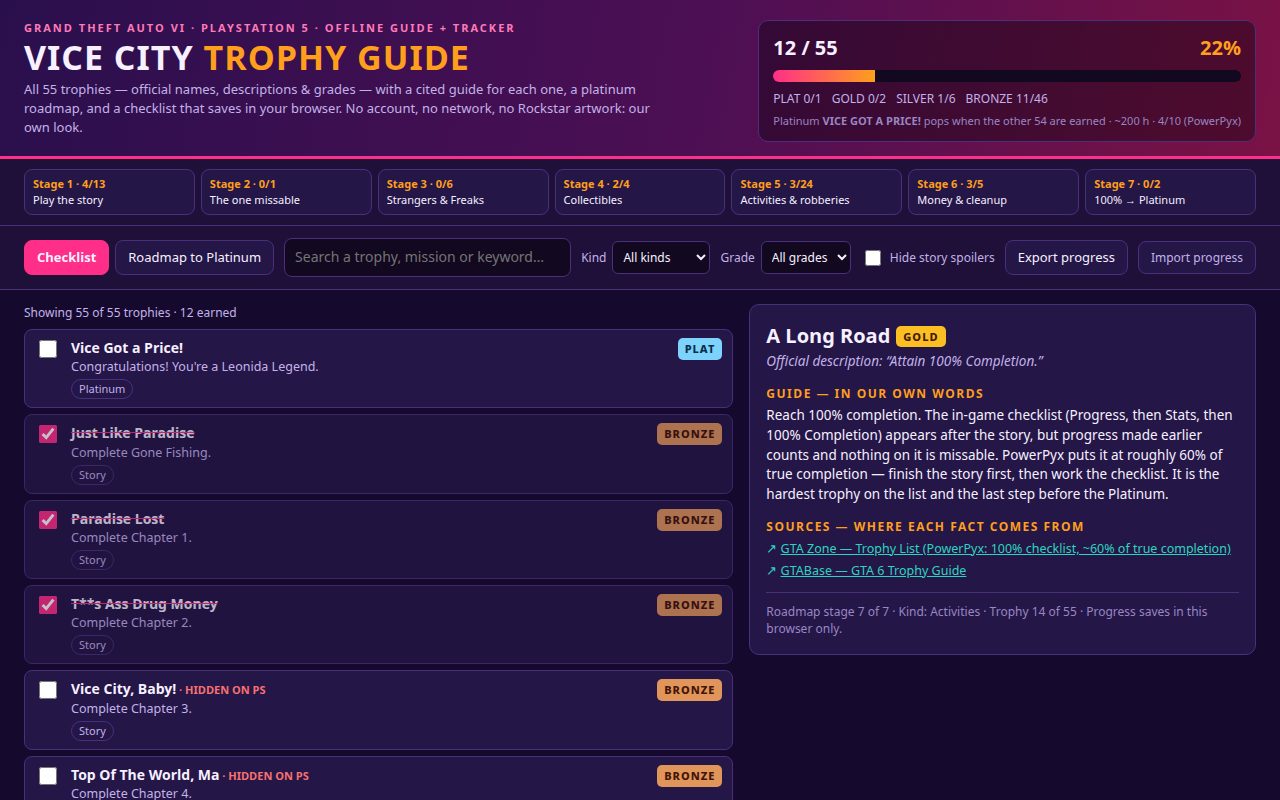 GRAND THEFT AUTO VI · PLAYSTATION 5 · OFFLINE GUIDE + TRACKER
VICE CITY TROPHY GUIDE
All 55 trophies — official names, descriptions & grades — with a cited guide for each one, a platinum
roadmap, and a checklist that saves in your browser. No account, no network, no Rockstar artwork: our
own look.
12 / 55
22%
PLAT 0/1 GOLD 0/2 SILVER 1/6 BRONZE 11/46
Platinum VICE GOT A PRICE! pops when the other 54 are earned · ~200 h · 4/10 (PowerPyx)
Stage 1 · 4/13
Play the story
Stage 2 · 0/1
The one missable
Stage 3 · 0/6
Strangers & Freaks
Stage 4 · 2/4
Collectibles
Stage 5 · 3/24
Activities & robberies
Stage 6 · 3/5
Money & cleanup
Stage 7 · 0/2
100% → Platinum
Checklist
Roadmap to Platinum
Search a trophy, mission or keyword...
Kind
All kinds
Grade
All grades
Hide story spoilers
Export progress
Import progress
Showing 55 of 55 trophies · 12 earned
Vice Got a Price!
PLAT
Congratulations! You're a Leonida Legend.
Platinum
Just Like Paradise
BRONZE
Complete Gone Fishing.
Story
Paradise Lost
BRONZE
Complete Chapter 1.
Story
T**s Ass Drug Money
BRONZE
Complete Chapter 2.
Story
Vice City, Baby! · HIDDEN ON PS
BRONZE
Complete Chapter 3.
Story
Top Of The World, Ma · HIDDEN ON PS
BRONZE
Complete Chapter 4.
A Long Road GOLD
Official description: “Attain 100% Completion.”
GUIDE — IN OUR OWN WORDS
Reach 100% completion. The in-game checklist (Progress, then Stats, then
100% Completion) appears after the story, but progress made earlier
counts and nothing on it is missable. PowerPyx puts it at roughly 60% of
true completion — finish the story first, then work the checklist. It is the
hardest trophy on the list and the last step before the Platinum.
SOURCES — WHERE EACH FACT COMES FROM
↗ GTA Zone — Trophy List (PowerPyx: 100% checklist, ~60% of true completion)
↗ GTABase — GTA 6 Trophy Guide
Roadmap stage 7 of 7 · Kind: Activities · Trophy 14 of 55 · Progress saves in this
browser only.